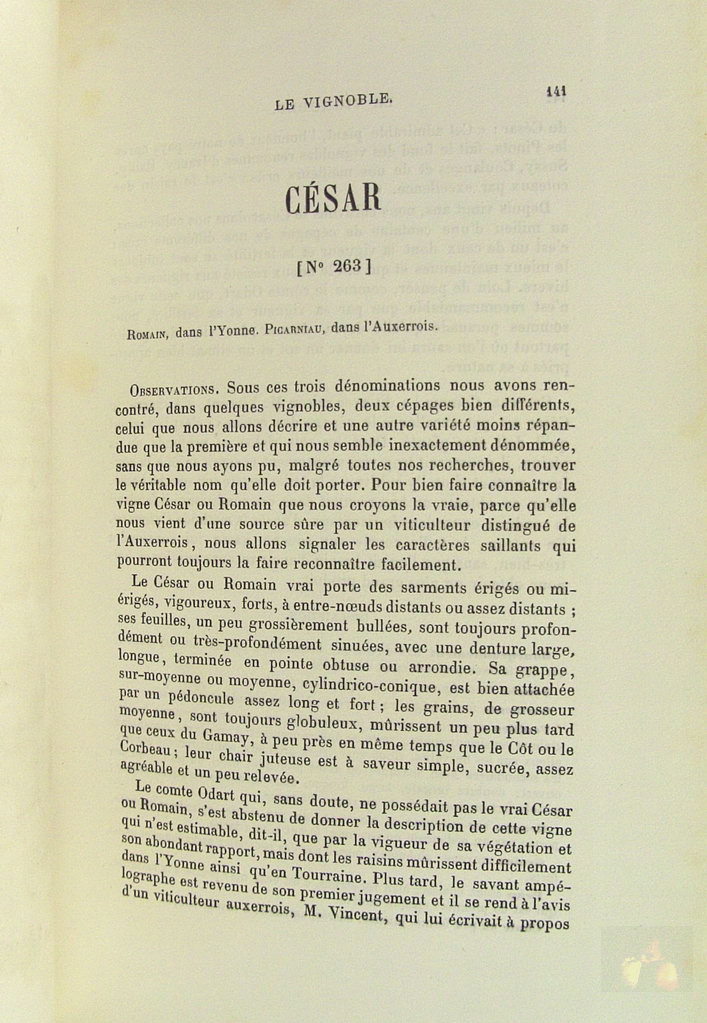 LE VIGNOBLE.
141
CÉSAR
[N° 263]
ROMAIN, dans l'Yonne. PICARNIAU, dans l'Auxerrois.
OBSERVATIONS. Sous ces trois dénominations nous avons ren-
contré, dans quelques vignobles, deux cépages bien différents,
celui que nous allons décrire et une autre variété moins répan-
due que la première et qui nous semble inexactement dénommée,
sans que nous ayons pu, malgré toutes nos recherches, trouver
le véritable nom qu'elle doit porter. Pour bien faire connaître la
vigne César ou Romain que nous croyons la vraie, parce qu'elle
nous vient d'une source sûre par un viticulteur distingué de
l'Auxerrois, nous allons signaler les caractères saillants qui
pourront toujours la faire reconnaître facilement.
Le César ou Romain vrai porte des sarments érigés ou mi-
érigés, vigoureux, forts, à entre-nœuds distants ou assez distants ;
ses feuilles, un peu grossièrement bullées, sont toujours profon-
dément ou très-profondément sinuées, avec une denture large,
longue, terminée en pointe obtuse ou arrondie. Sa grappe,
sur-moyenne ou moyenne, cylindrico-conique, est bien attachée
par un pédoncule assez long et fort ; les grains, de grosseur
moyenne, sont toujours globuleux, mûrissent un peu plus tard
que ceux du Gamay, à peu près en même temps que le Côt ou le
Corbeau ; leur chair juteuse est à saveur simple, sucrée, assez
agréable et un peu relevée.
Le comte Odart qui, sans doute, ne possédait pas le vrai César
ou Romain, s'est abstenu de donner la description de cette vigne
qui n'est estimable, dit-il, que par la vigueur de sa végétation et
son abondant rapport, mais dont les raisins mûrissent difficilement
dans l'Yonne ainsi qu'en Tourraine. Plus tard, le savant ampé-
lographe est revenu de son premier jugement et il se rend à l'avis
d'un viticulteur auxerrois, M. Vincent, qui lui écrivait à propos